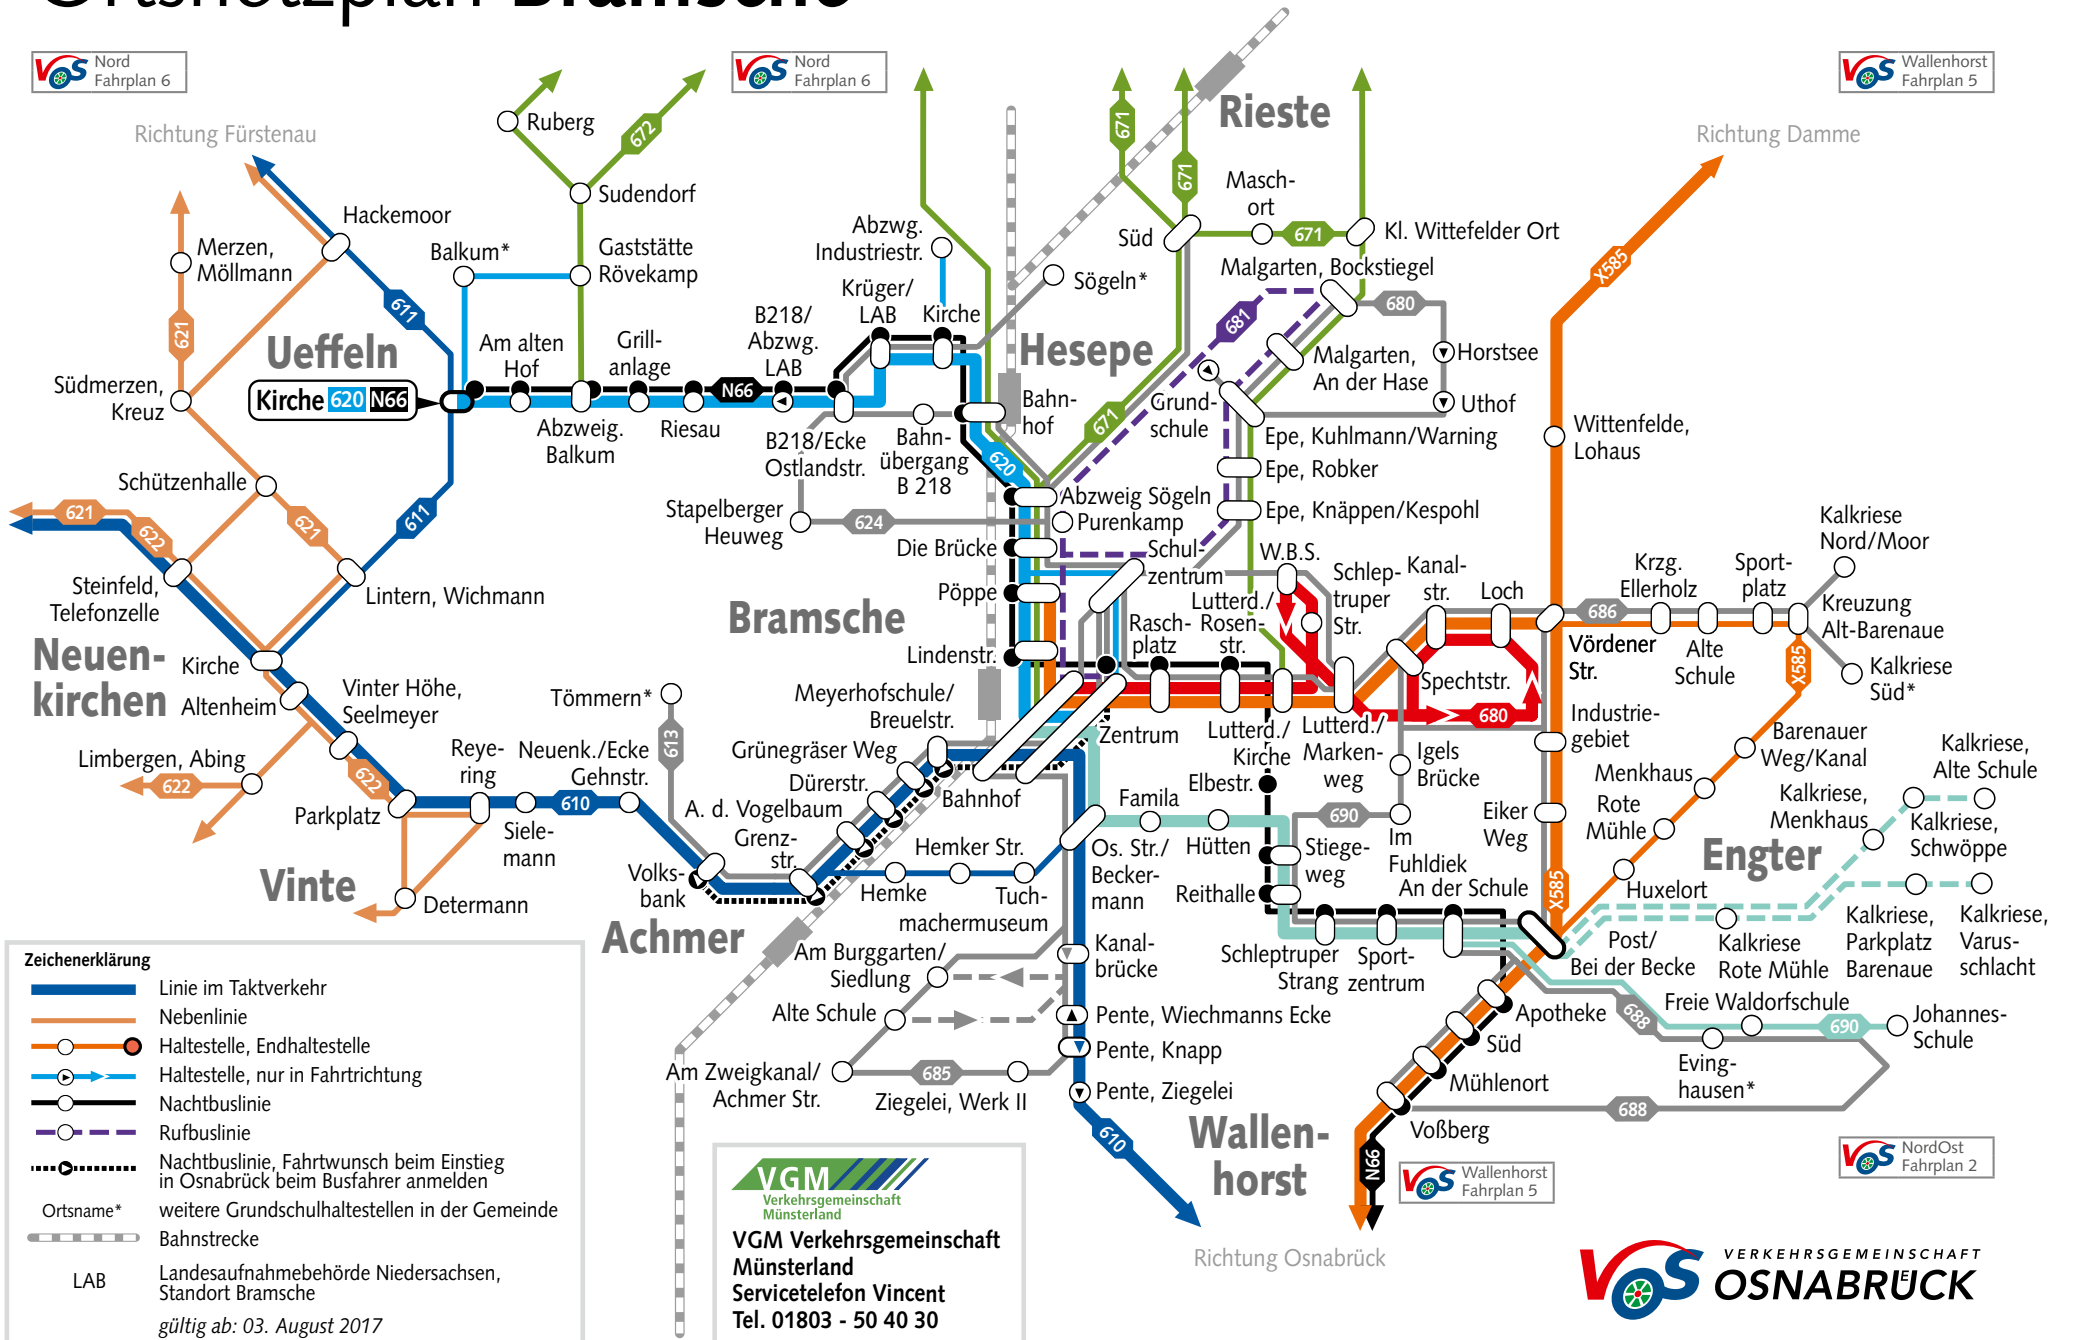 Ortsnetzplan Bramsche
VOS Nord
Fahrplan 6
VOS Nord
Fahrplan 6
VOS Wallenhorst
Fahrplan 5
Richtung Fürstenau
Richtung Damme
Rieste
Ruberg
672
Sudendorf
671
671
Hackemoor
Merzen,
Möllmann
Balkum*
Gaststätte
Rövekamp
Abzwg.
Industriestr.
Masch-
ort
Süd
671
Kl. Wittefelder Ort
Sögeln*
Malgarten, Bockstiegel
X585
621
611
Ueffeln
Am alten
Hof
Grill-
anlage
B218/
Abzwg.
LAB
Krüger/
LAB
Kirche
Hesepe
681
680
Horstsee
Malgarten,
An der Hase
Südmerzen,
Kreuz
Kirche 620 N66
N66
Abzweig.
Balkum
Riesau
B218/Ecke
Ostlandstr.
Bahn-
übergang
B 218
Bahn-
hof
671
Grund-
schule
Uthof
Epe, Kuhlmann/Warning
Wittenfelde,
Lohaus
620
Epe, Robker
Schützenhalle
Abzweig Sögeln
Purenkamp
Epe, Knäppen/Kespohl
621
622
621
611
Stapelberger
Heuweg
624
Die Brücke
Schul-
zentrum
W.B.S.
Kalkriese
Nord/Moor
Steinfeld,
Telefonzelle
Lintern, Wichmann
Pöppe
Schlep-
truper
Str.
Kanal-
str.
Loch
686
Krzg.
Ellerholz
Sport-
platz
Kreuzung
Alt-Barenaue
Bramsche
Rasch-
platz
Lutterd./
Rosen-
str.
Neuen-
kirchen
Kirche
Lindenstr.
Vördener
Str.
Alte
Schule
X585
Kalkriese
Süd*
Altenheim
Vinter Höhe,
Seelmeyer
Tömmern*
Meyerhofschule/
Breuelstr.
Spechtstr.
680
Limbergen, Abing
622
622
Reye-
ring
Neuenk./Ecke
Gehnstr.
613
Grünegräser Weg
Zentrum
Lutterd./
Kirche
Lutterd./
Marken-
weg
Igels
Brücke
Industrie-
gebiet
Barenauer
Weg/Kanal
Kalkriese,
Alte Schule
Parkplatz
Siele-
mann
610
Dürerstr.
Bahnhof
Elbestr.
Menkhaus
Kalkriese,
Menkhaus
A. d. Vogelbaum
Famila
690
Im
Fuhldiek
Eiker
Weg
Rote
Mühle
Engter
Kalkriese,
Schwöppe
Vinte
Determann
Grenz-
str.
Volks-
bank
Hemker Str.
Hemke
Tuch-
machermuseum
Os. Str./
Becker-
mann
Hütten
Stiege-
weg
Reithalle
An der Schule
X585
Huxelort
Achmer
Am Burggarten/
Siedlung
Kanal-
brücke
Schleptruper
Strang
Sport-
zentrum
Post/
Bei der Becke
Kalkriese
Rote Mühle
Kalkriese,
Parkplatz
Barenaue
Kalkriese,
Varus-
schlacht
Alte Schule
Pente, Wiechmanns Ecke
Apotheke
688
Freie Waldorfschule
690
Johannes-
Schule
Pente, Knapp
Süd
Eving-
hausen*
Am Zweigkanal/
Achmer Str.
685
Ziegelei, Werk II
Pente, Ziegelei
Mühlenort
688
610
Wallen-
horst
Voßberg
N66
VOS Wallenhorst
Fahrplan 5
VOS NordOst
Fahrplan 2
Richtung Osnabrück
Zeichenerklärung
Linie im Taktverkehr
Nebenlinie
Haltestelle, Endhaltestelle
Haltestelle, nur in Fahrtrichtung
Nachtbuslinie
Rufbuslinie
Nachtbuslinie, Fahrtwunsch beim Einstieg
in Osnabrück beim Busfahrer anmelden
Ortsname* weitere Grundschulhaltestellen in der Gemeinde
Bahnstrecke
LAB Landesaufnahmebehörde Niedersachsen,
Standort Bramsche
gültig ab: 03. August 2017
VGM
Verkehrsgemeinschaft
Münsterland
VGM Verkehrsgemeinschaft
Münsterland
Servicetelefon Vincent
Tel. 01803 - 50 40 30
VOS VERKEHRSGEMEINSCHAFT
OSNABRÜCK